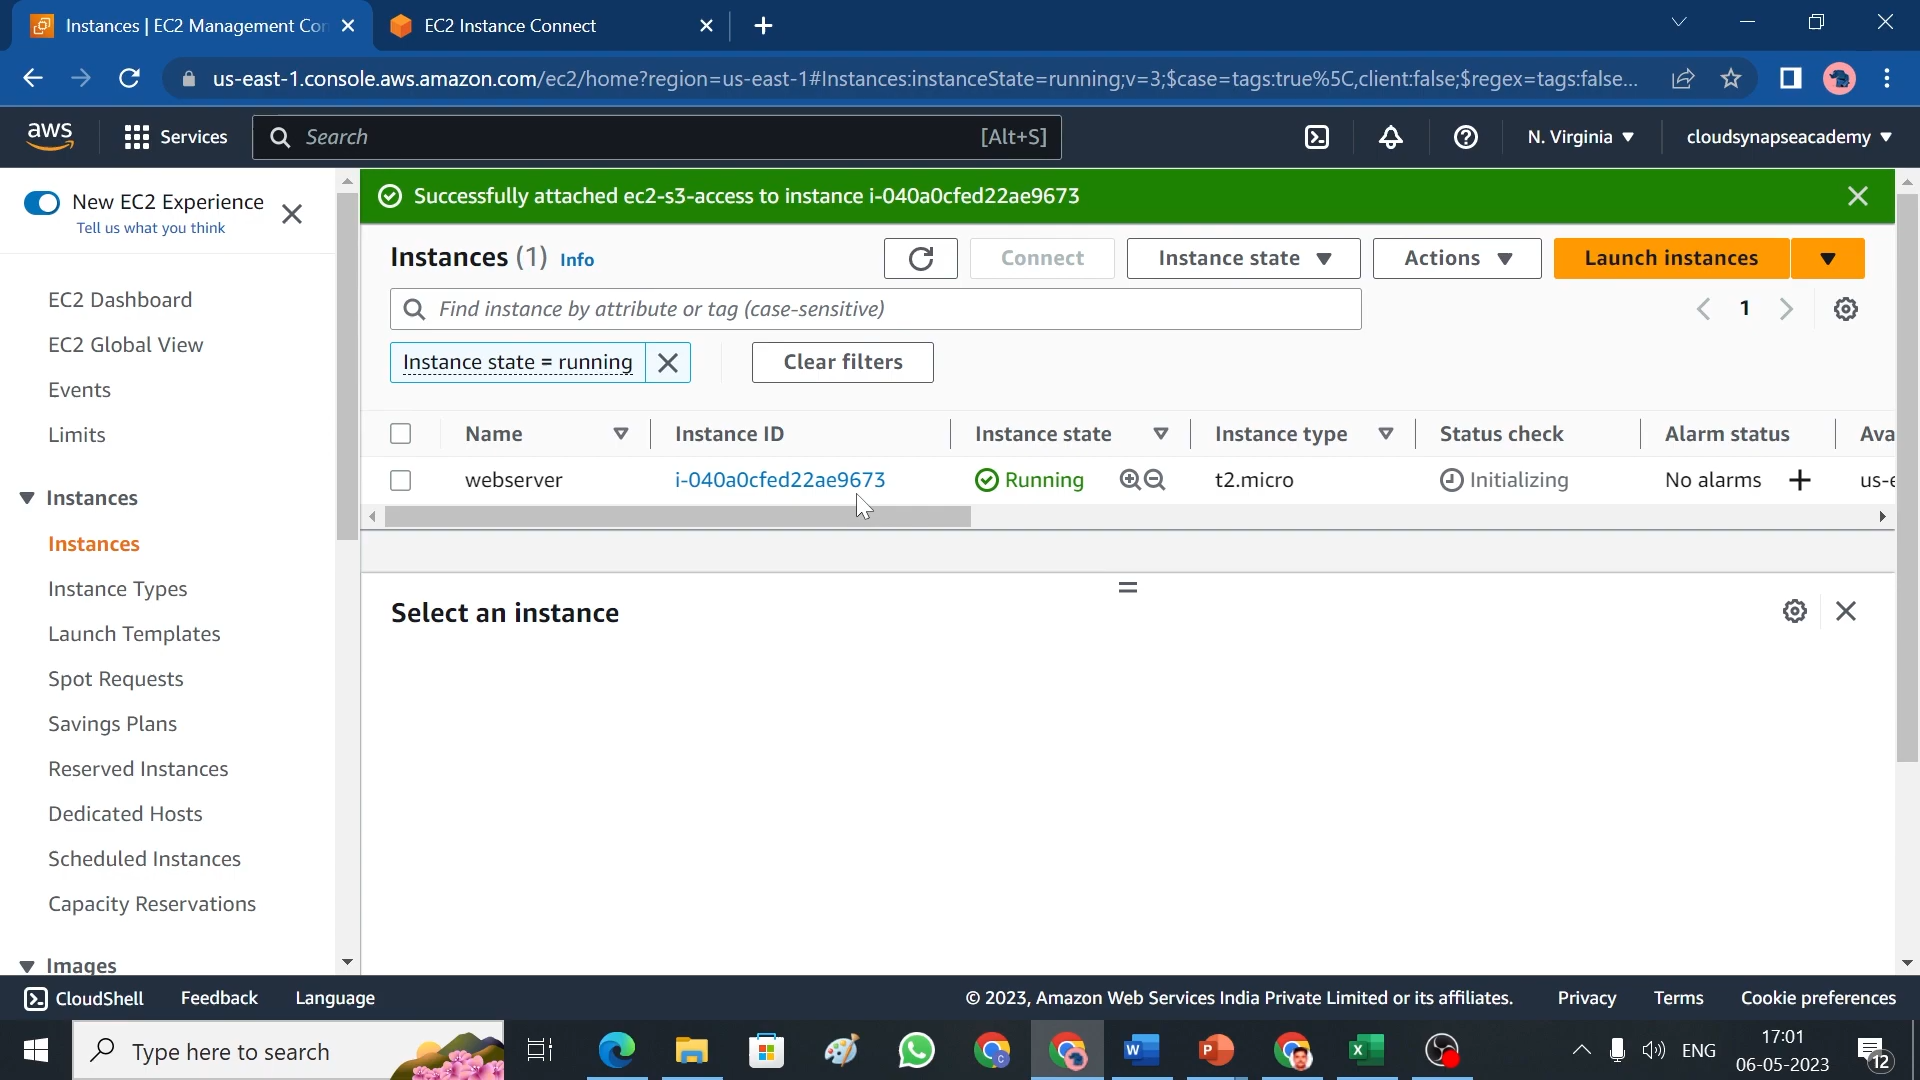 Instances | EC2 Management Con
EC2 Instance Connect
us-east-1.console.aws.amazon.com/ec2/home?region=us-east-1#Instances:instanceState=running;v=3;$case=tags:true%5C,client:false;$regex=tags:false...
aws
Services
Search
[Alt+S]
N. Virginia
cloudsynapseacademy
New EC2 Experience
Tell us what you think
EC2 Dashboard
EC2 Global View
Events
Limits
Instances
Instances
Instance Types
Launch Templates
Spot Requests
Savings Plans
Reserved Instances
Dedicated Hosts
Scheduled Instances
Capacity Reservations
Images
Successfully attached ec2-s3-access to instance i-040a0cfed22ae9673
Instances (1) Info
Connect
Instance state
Actions
Launch instances
Find instance by attribute or tag (case-sensitive)
1
Instance state = running
Clear filters
Name
Instance ID
Instance state
Instance type
Status check
Alarm status
Ava
webserver
i-040a0cfed22ae9673
Running
t2.micro
Initializing
No alarms
us-e
Select an instance
CloudShell
Feedback
Language
© 2023, Amazon Web Services India Private Limited or its affiliates.
Privacy
Terms
Cookie preferences
Type here to search
ENG
17:01
06-05-2023
12